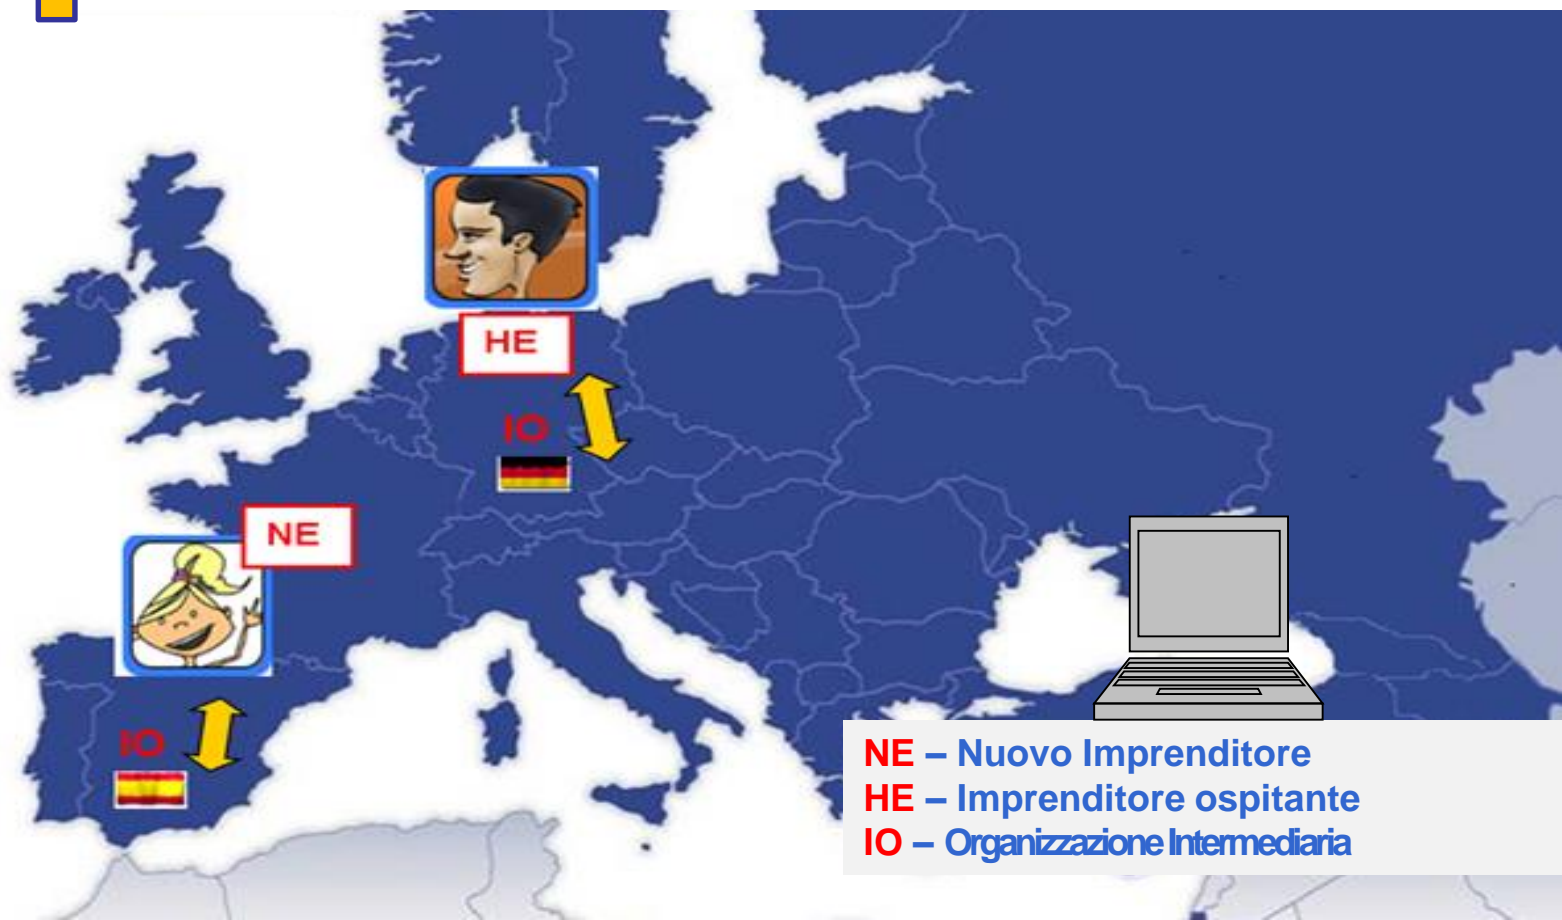 HE
IO
NE
IO
NE – Nuovo Imprenditore
HE – Imprenditore ospitante
IO – Organizzazione Intermediaria